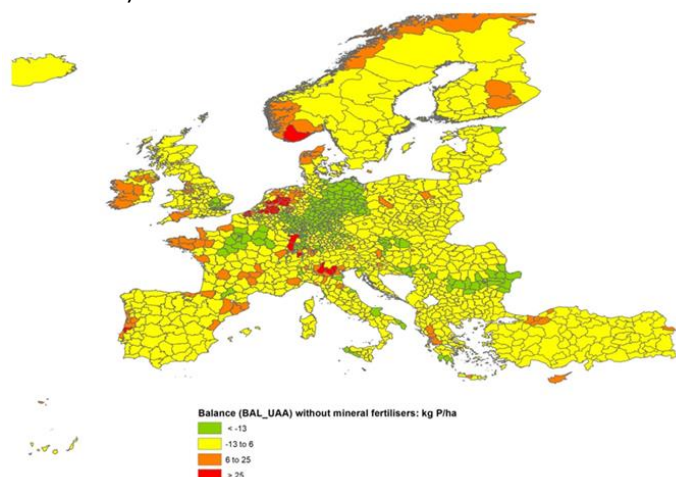 Balance (BAL_UAA) without mineral fertilisers: kg P/ha
< -13
-13 to 6
6 to 25
> 25